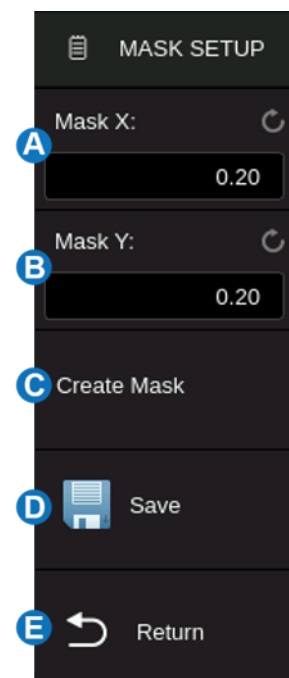 MASK SETUP
A
Mask X:
0.20
B
Mask Y:
0.20
C
Create Mask
D
Save
E
Return